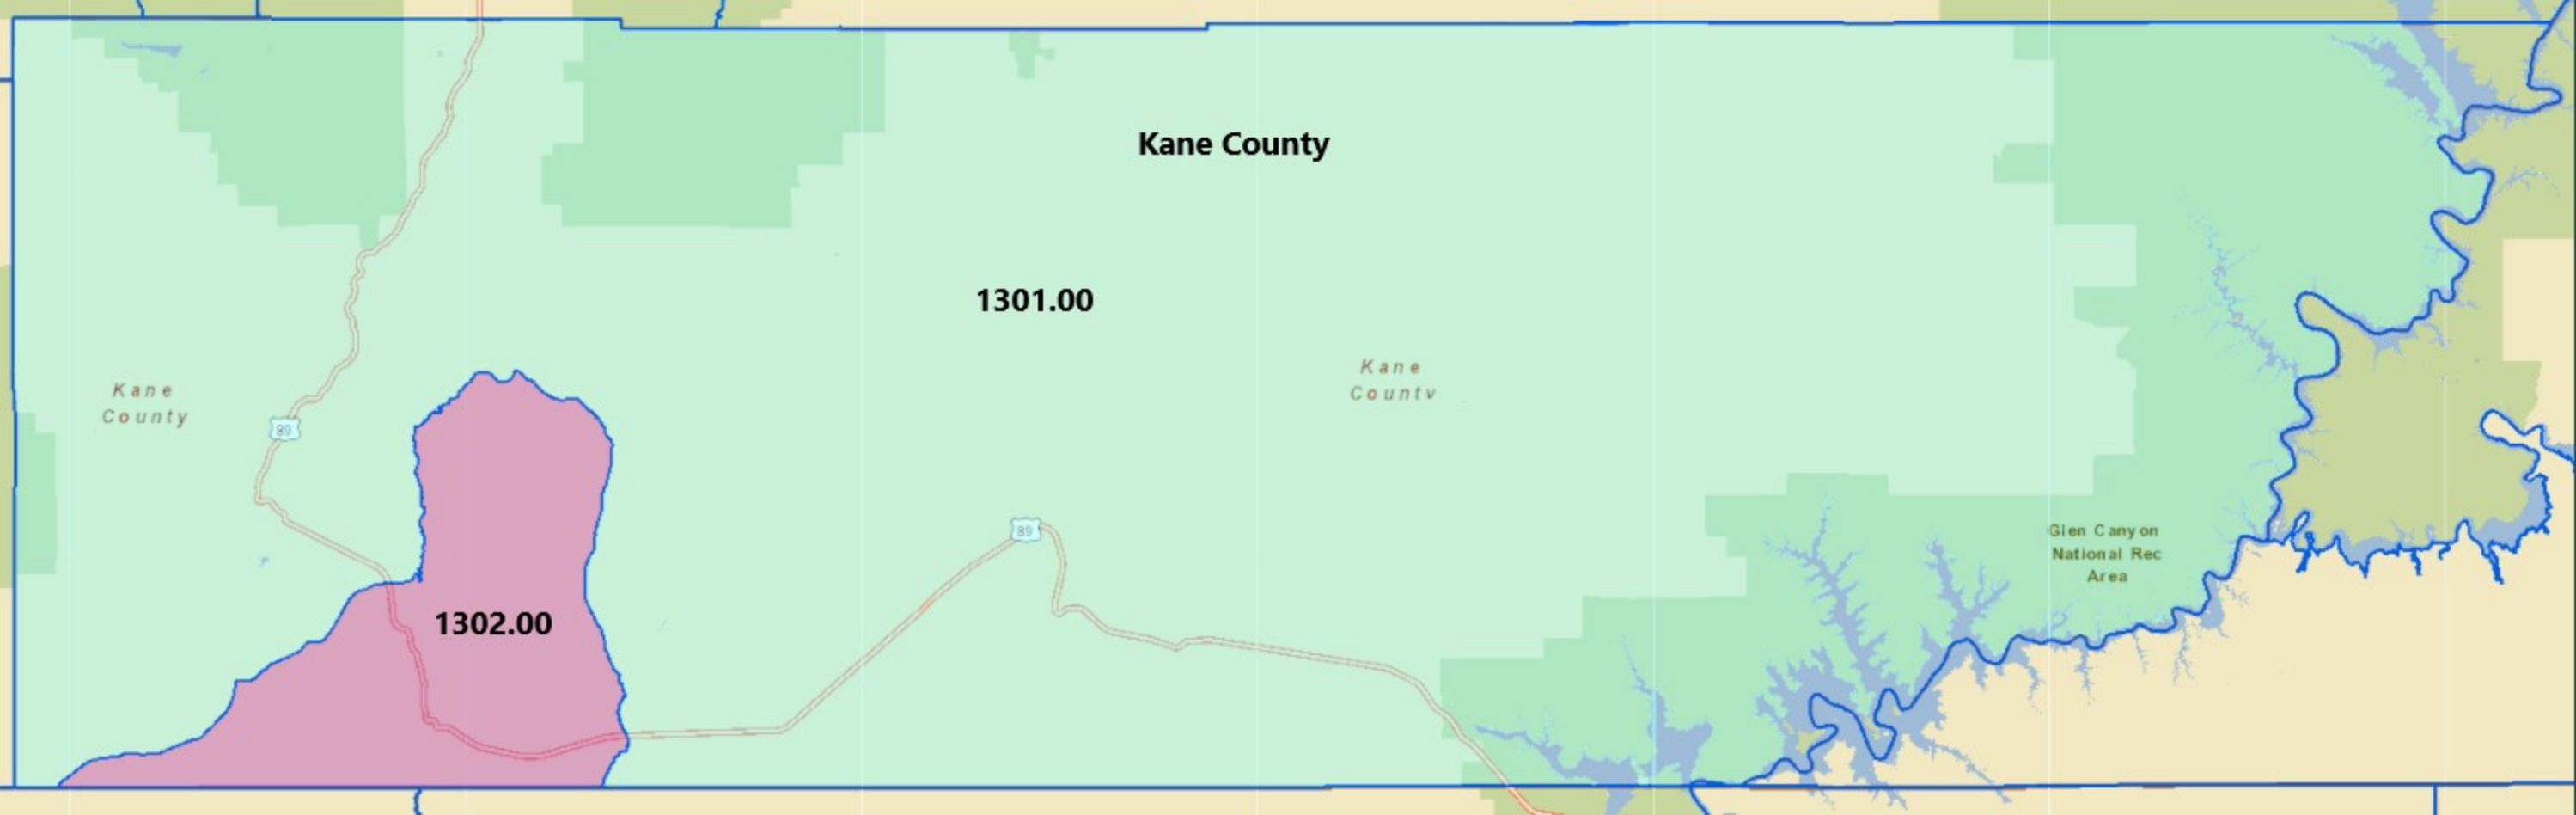 Kane County
1301.00
Kane
Countv
Kane
County
89
89
Glen Canyon
National Rec
Area
1302.00